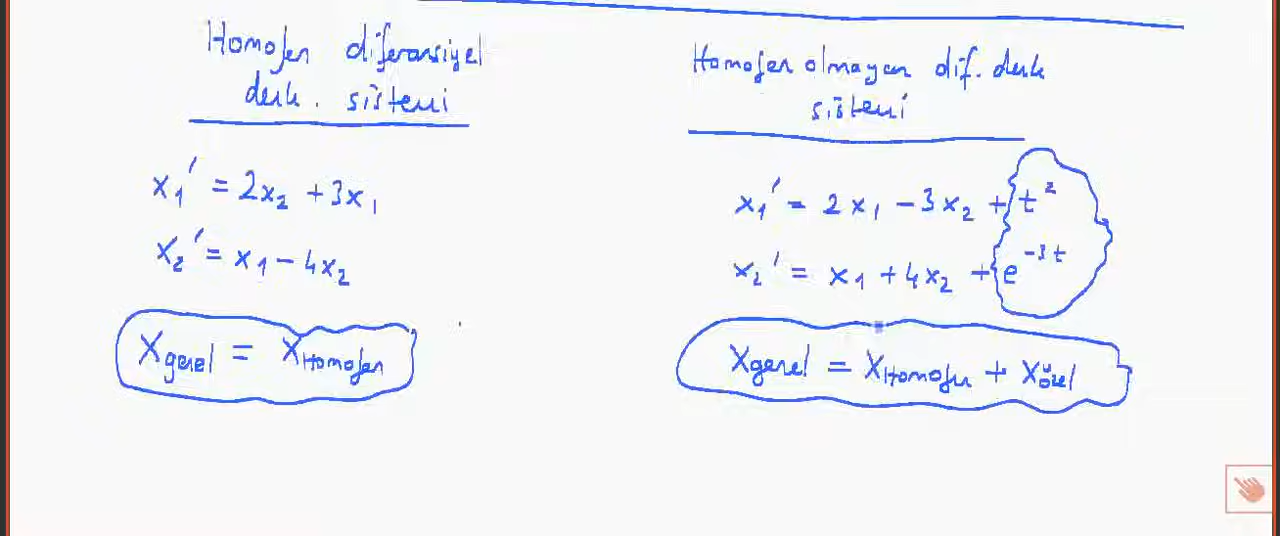 Homojen diferansiyel
denk. sistemi
x₁' = 2x₂ + 3x₁
x₂' = x₁ - 4x₂
Xgenel = XHomojen
Homojen olmayan dif. denk
sistemi
x₁' = 2x₁ - 3x₂ + t²
x₂' = x₁ + 4x₂ + e⁻³ᵗ
Xgenel = XHomojen + Xözel